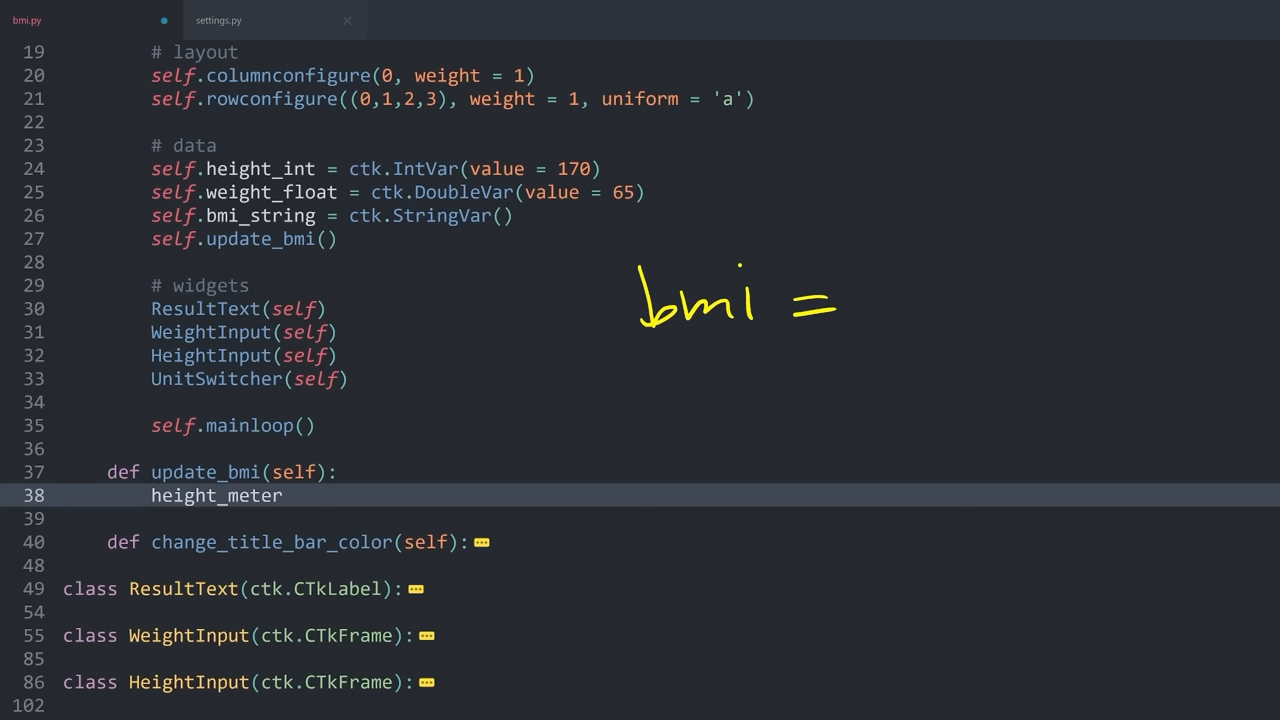 bmi.py settings.py
19 # layout
20 self.columnconfigure(0, weight = 1)
21 self.rowconfigure((0,1,2,3), weight = 1, uniform = 'a')
22
23 # data
24 self.height_int = ctk.IntVar(value = 170)
25 self.weight_float = ctk.DoubleVar(value = 65)
26 self.bmi_string = ctk.StringVar()
27 self.update_bmi()
28
29 # widgets
30 ResultText(self)
bmi =
31 WeightInput(self)
32 HeightInput(self)
33 UnitSwitcher(self)
34
35 self.mainloop()
36
37 def update_bmi(self):
38 height_meter
39
40 def change_title_bar_color(self):
48
49 class ResultText(ctk.CTkLabel):
54
55 class WeightInput(ctk.CTkFrame):
85
86 class HeightInput(ctk.CTkFrame):
102